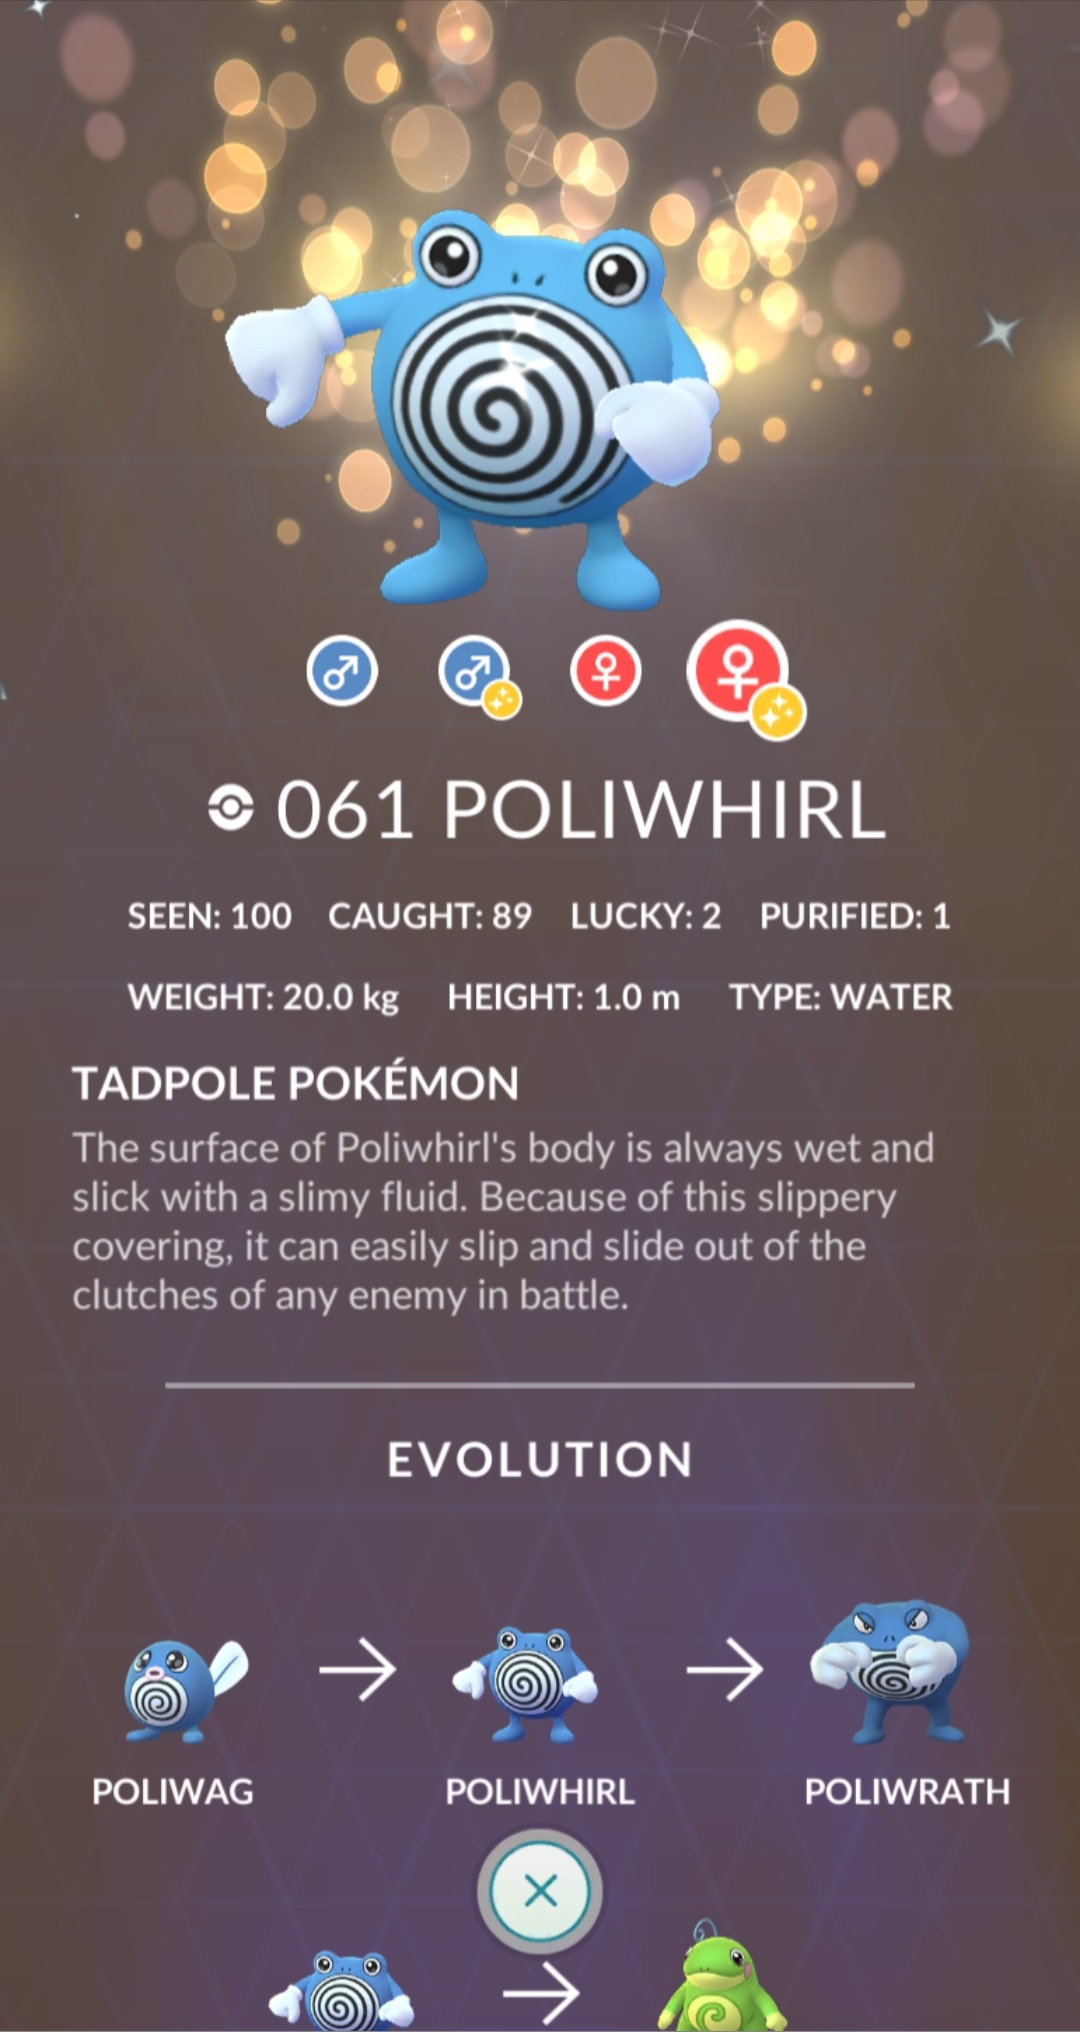 061 POLIWHIRL
SEEN: 100 CAUGHT: 89 LUCKY: 2 PURIFIED: 1
WEIGHT: 20.0 kg HEIGHT: 1.0 m TYPE: WATER
TADPOLE POKÉMON
The surface of Poliwhirl's body is always wet and
slick with a slimy fluid. Because of this slippery
covering, it can easily slip and slide out of the
clutches of any enemy in battle.
EVOLUTION
POLIWAG POLIWHIRL POLIWRATH